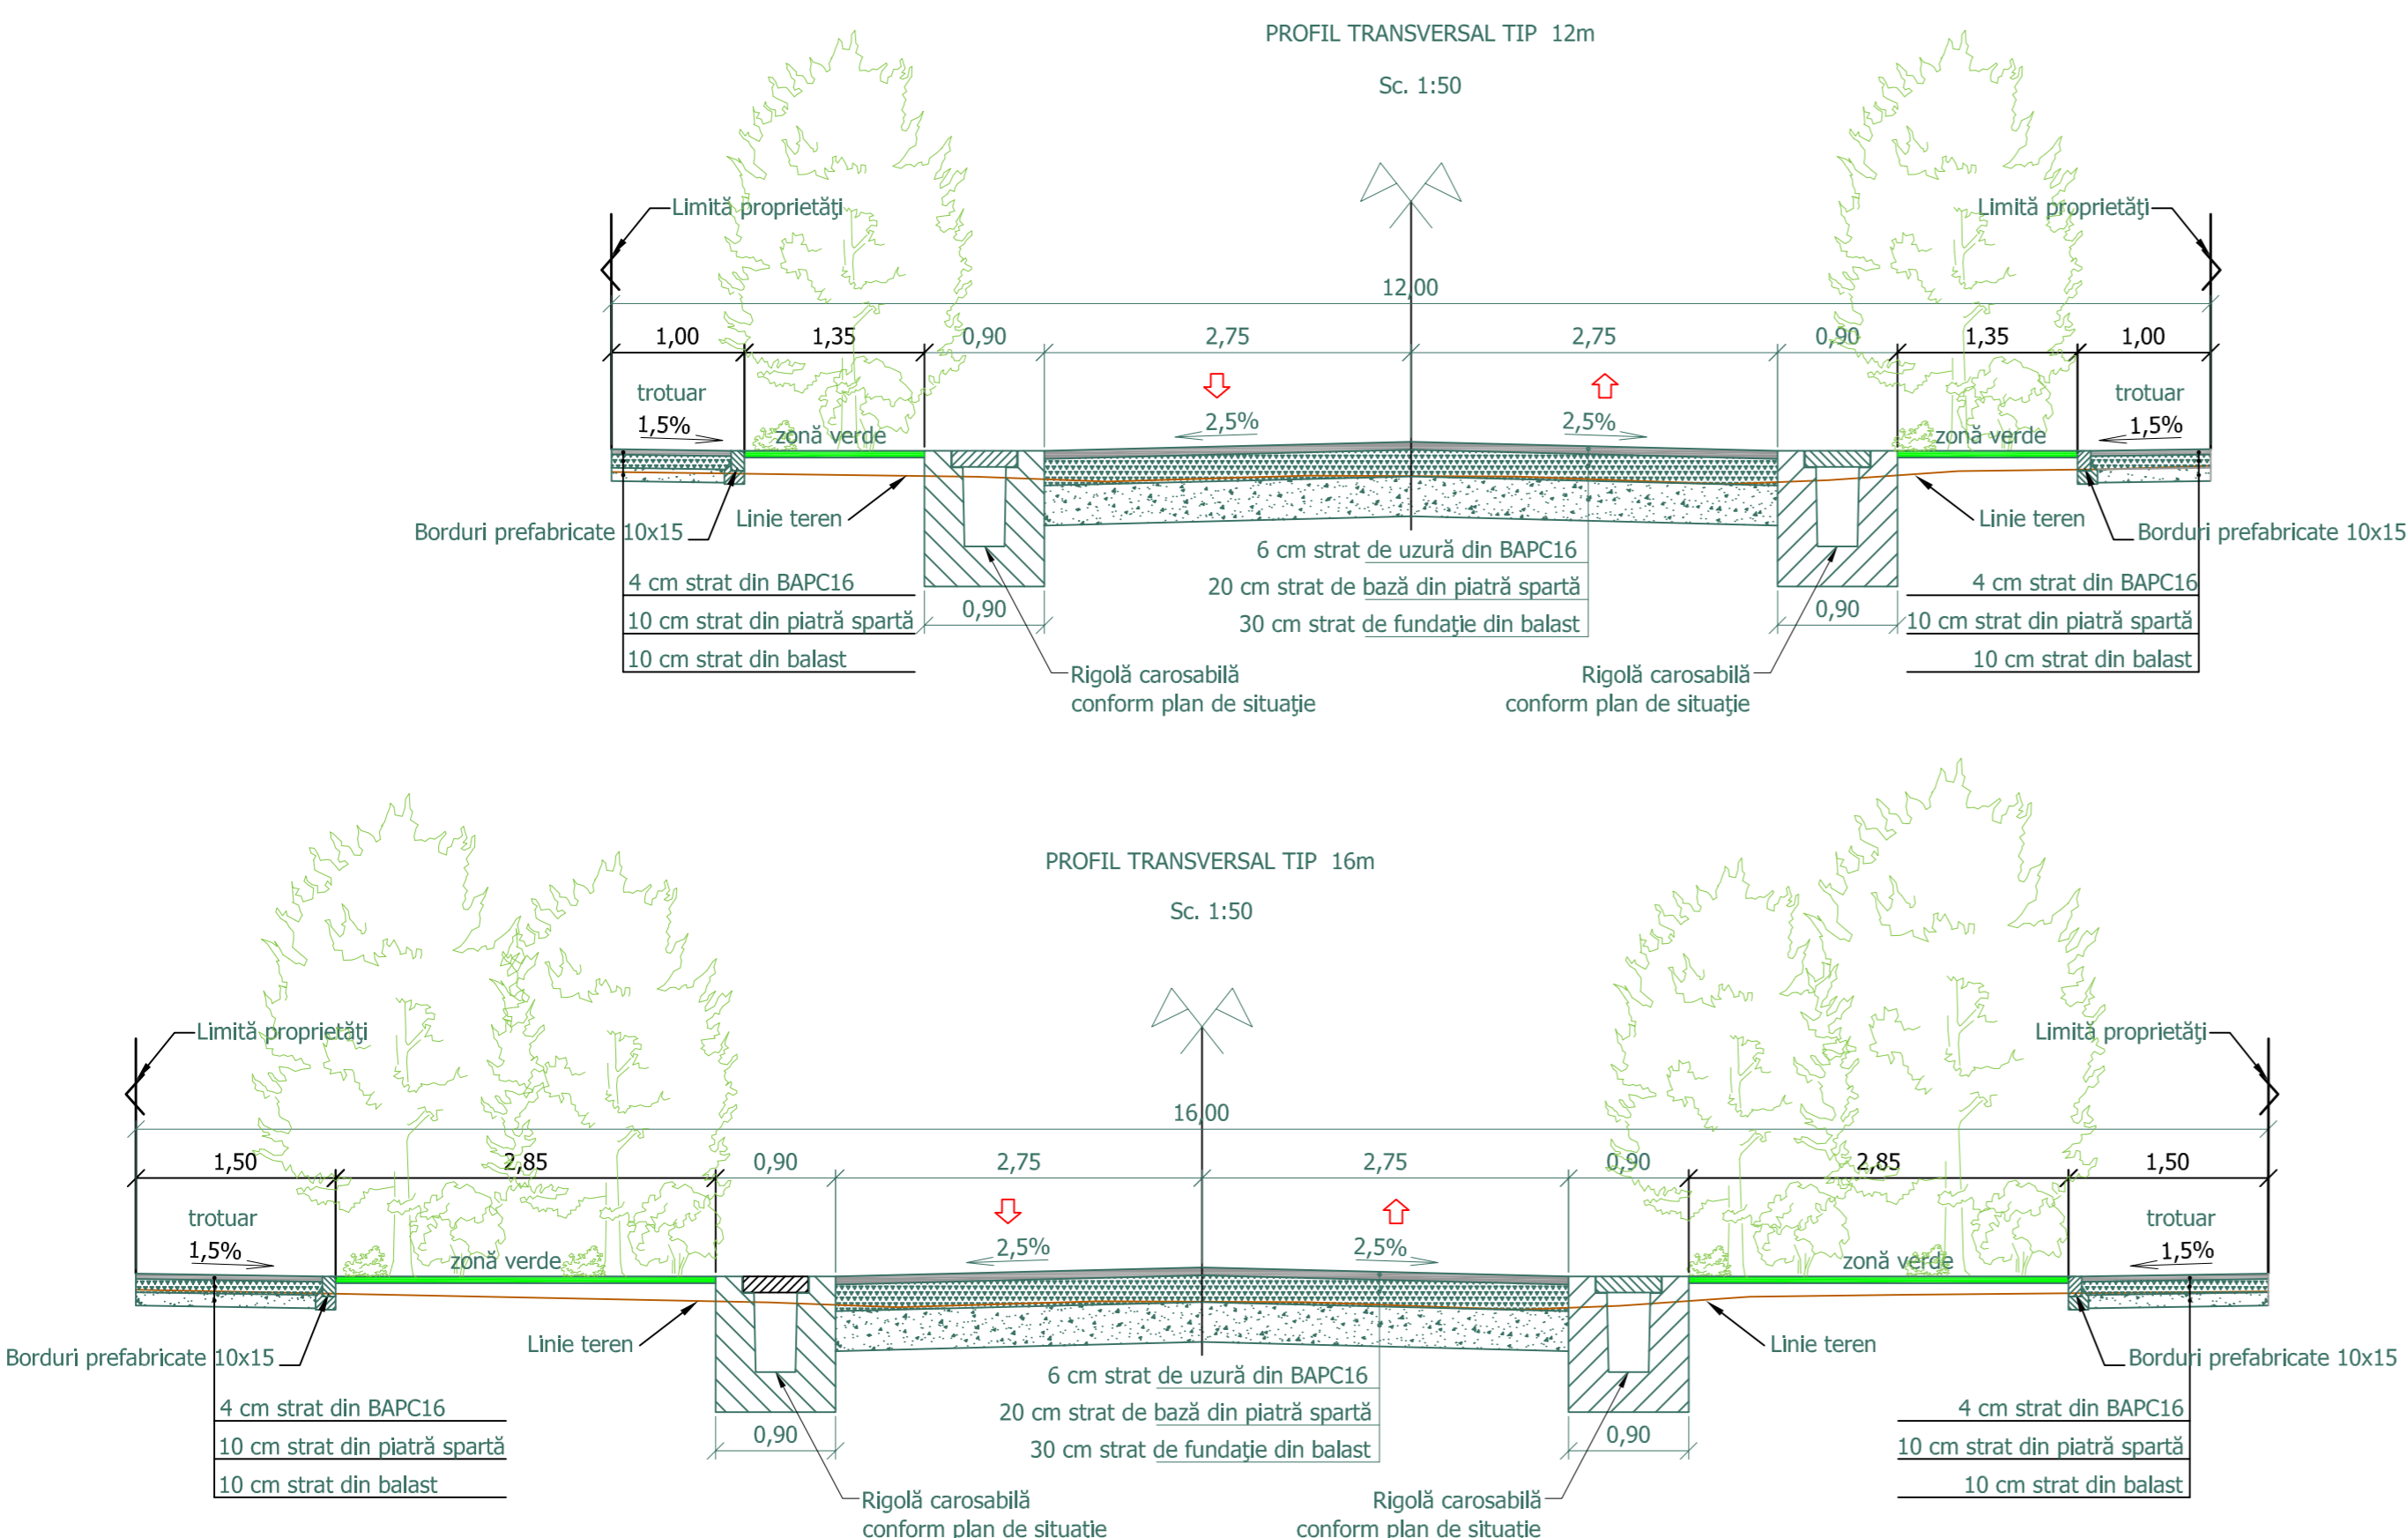 PROFIL TRANSVERSAL TIP 12m
Sc. 1:50
Limită proprietăţi
Limită proprietăţi
12,00
1,00
1,35
0,90
2,75
2,75
0,90
1,35
1,00
trotuar
1,5%
zonă verde
2,5%
2,5%
zonă verde
trotuar
1,5%
Borduri prefabricate 10x15
Linie teren
Linie teren
Borduri prefabricate 10x15
4 cm strat din BAPC16
10 cm strat din piatră spartă
10 cm strat din balast
0,90
6 cm strat de uzură din BAPC16
20 cm strat de bază din piatră spartă
30 cm strat de fundaţie din balast
0,90
4 cm strat din BAPC16
10 cm strat din piatră spartă
10 cm strat din balast
Rigolă carosabilă
conform plan de situaţie
Rigolă carosabilă
conform plan de situaţie
PROFIL TRANSVERSAL TIP 16m
Sc. 1:50
Limită proprietăţi
Limită proprietăţi
16,00
1,50
2,85
0,90
2,75
2,75
0,90
2,85
1,50
trotuar
1,5%
zonă verde
2,5%
2,5%
zonă verde
trotuar
1,5%
Borduri prefabricate 10x15
Linie teren
Linie teren
Borduri prefabricate 10x15
4 cm strat din BAPC16
10 cm strat din piatră spartă
10 cm strat din balast
0,90
6 cm strat de uzură din BAPC16
20 cm strat de bază din piatră spartă
30 cm strat de fundaţie din balast
0,90
4 cm strat din BAPC16
10 cm strat din piatră spartă
10 cm strat din balast
Rigolă carosabilă
conform plan de situaţie
Rigolă carosabilă
conform plan de situaţie